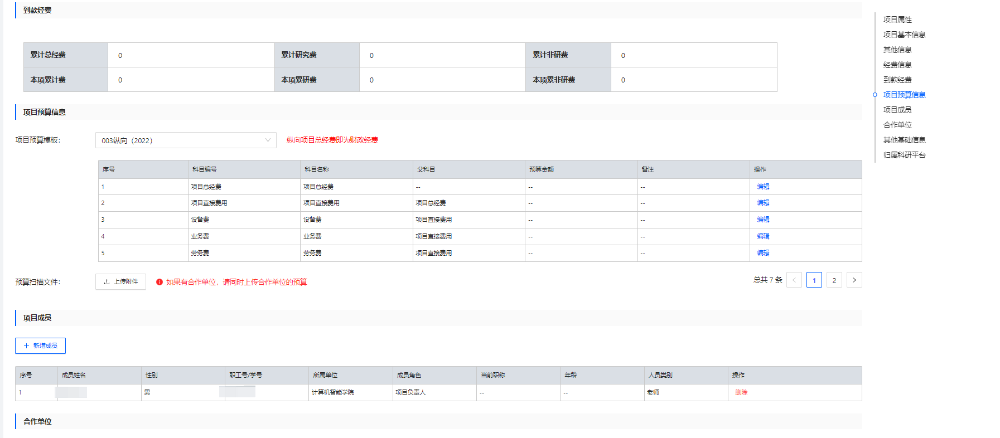 到款经费
累计总经费 0 累计研究费 0 累计非研费 0
本项累计费 0 本项累研费 0 本项累非研费 0
项目预算信息
项目预算模板： 003纵向（2022） 纵向项目总经费即为财政经费
序号 科目编号 科目名称 父科目 预算金额 备注 操作
1 项目总经费 项目总经费 -- -- -- 编辑
2 项目直接费用 项目直接费用 项目总经费 -- -- 编辑
3 设备费 设备费 项目直接费用 -- -- 编辑
4 业务费 业务费 项目直接费用 -- -- 编辑
5 劳务费 劳务费 项目直接费用 -- -- 编辑
预算扫描文件： 上传附件 如果有合作单位，请同时上传合作单位的预算 总共 7 条 < 1 2 >
项目成员
+ 新增成员
序号 成员姓名 性别 职工号/学号 所属单位 成员角色 当前职称 年龄 人员类别 操作
1 男 计算机智能学院 项目负责人 -- -- 老师 删除
合作单位
项目属性
项目基本信息
其他信息
经费信息
到款经费
项目预算信息
项目成员
合作单位
其他基础信息
归属科研平台